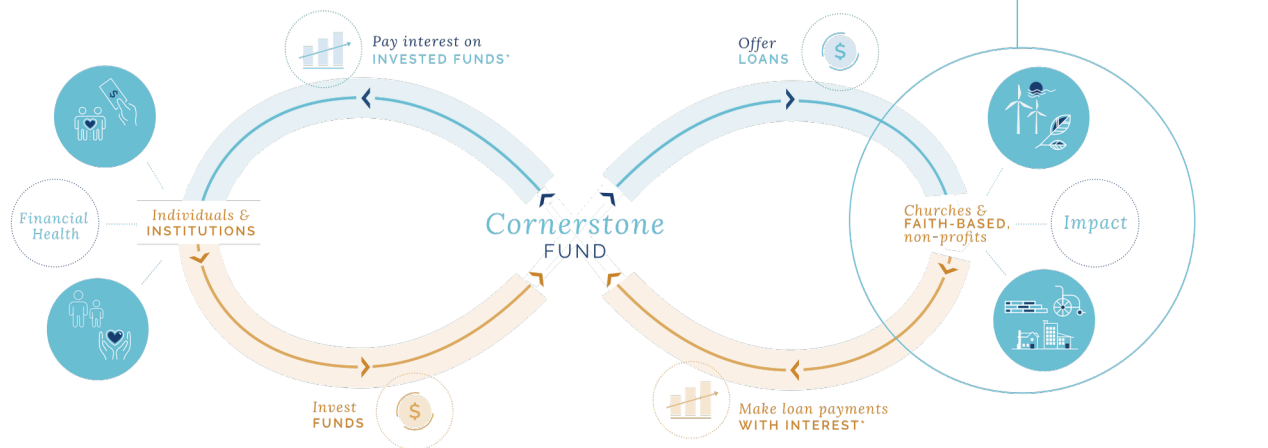 Pay interest on
INVESTED FUNDS*
Offer
LOANS
$
$
Financial
Health
Individuals &
INSTITUTIONS
Cornerstone
FUND
Churches &
FAITH-BASED,
non-profits
Impact
Invest
FUNDS
$
Make loan payments
WITH INTEREST*